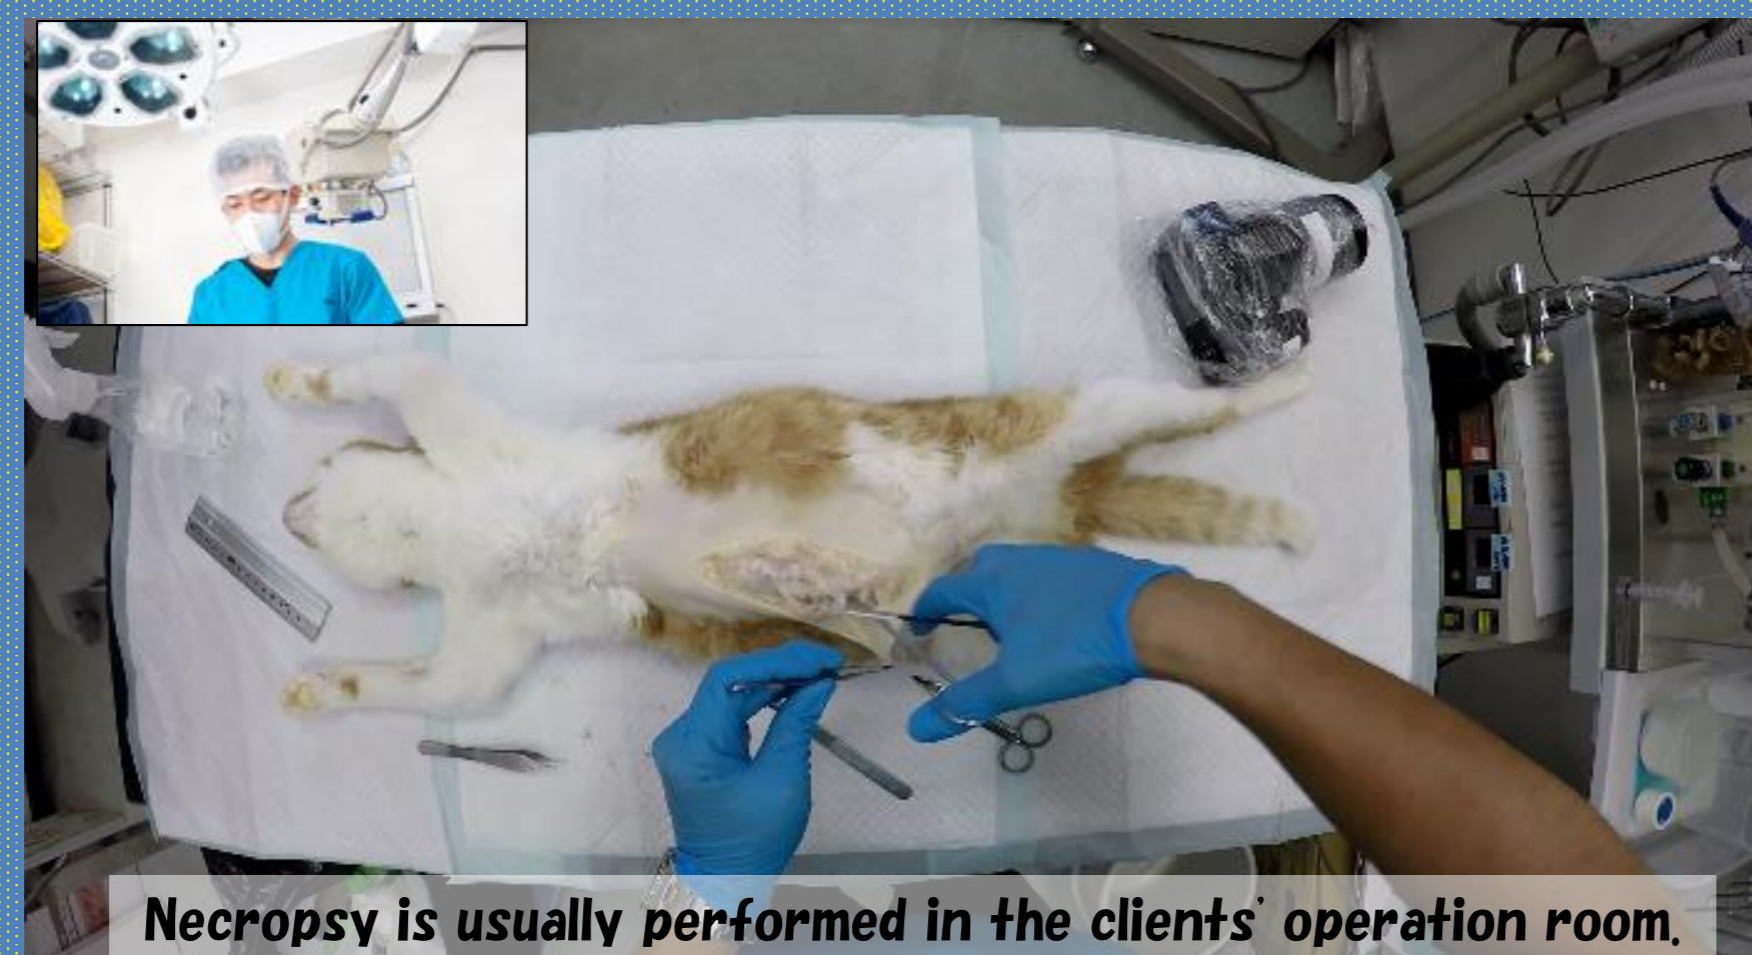 Necropsy is usually performed in the clients' operation room.